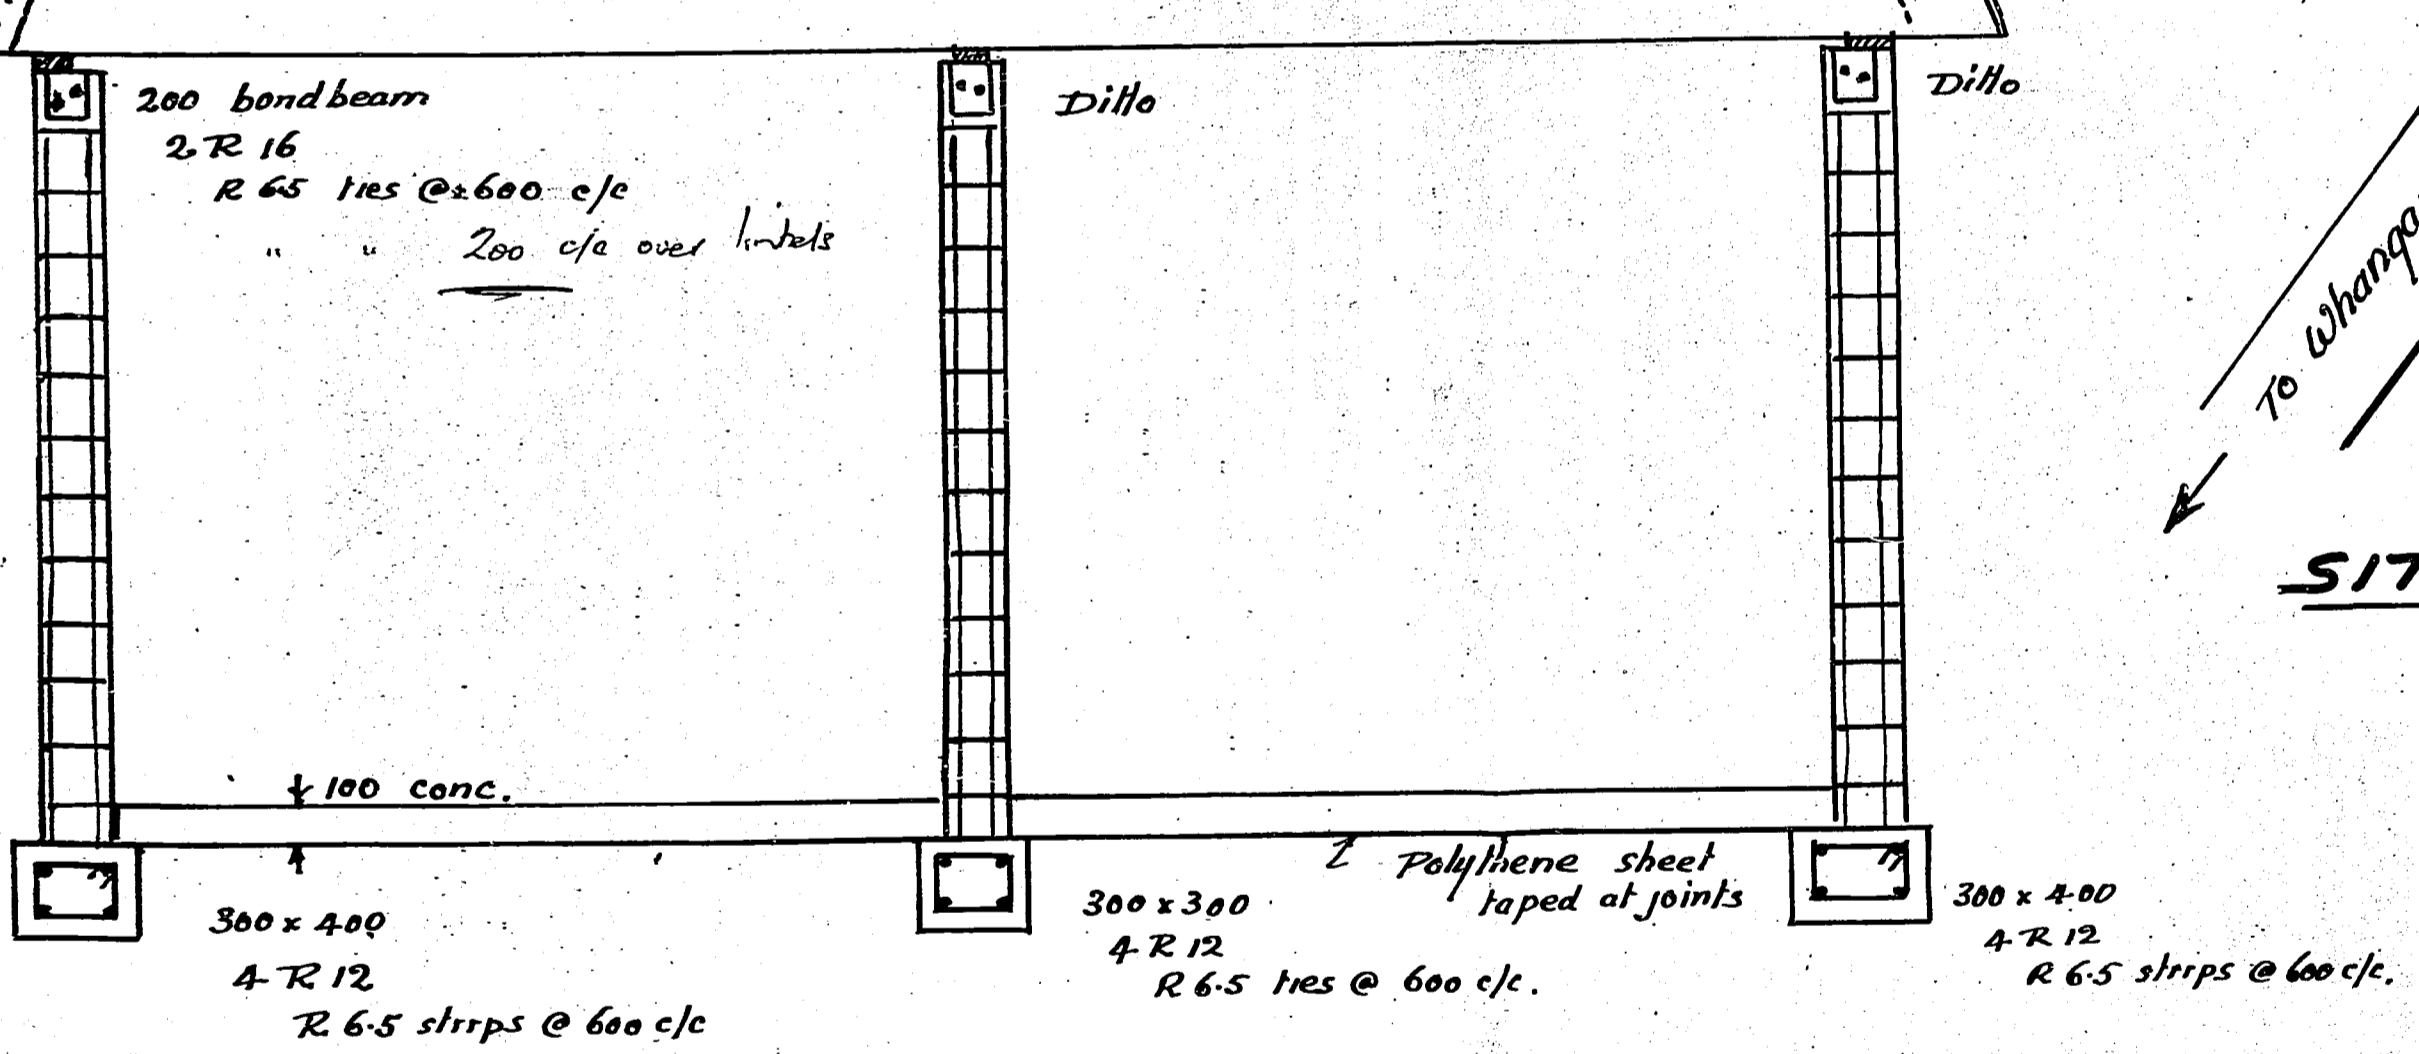 200 bondbeam
2 R 16
R 65 ties @±600 c/c
" " 200 c/c over lintels
Ditto
Ditto
To
SIT
100 conc.
300 x 400
4 R 12
R 6.5 strrps @ 600 c/c
300 x 300
4 R 12
R 6.5 ties @ 600 c/c.
Polythene sheet
taped at joints
300 x 400
4 R 12
R 6.5 strrps @ 600 c/c.